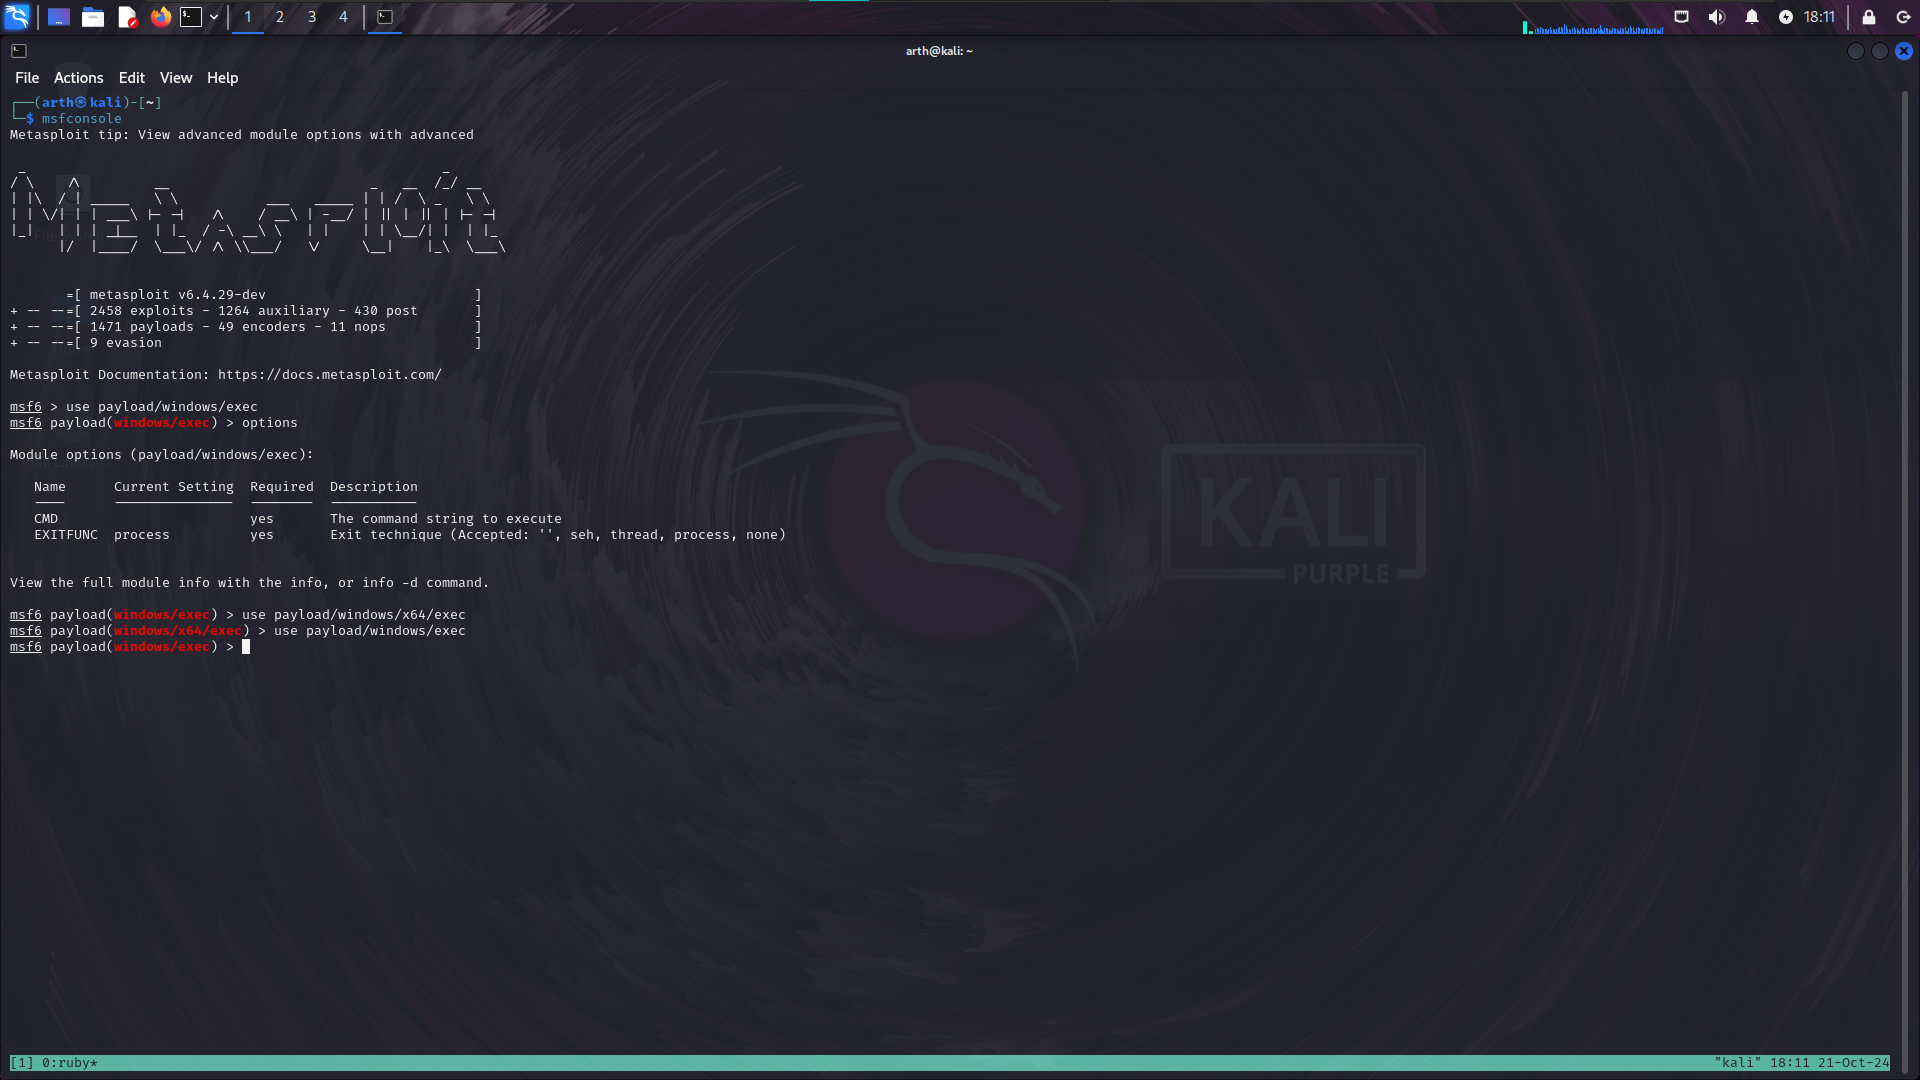 1 2 3 4 18:11
arth@kali: ~
File Actions Edit View Help
┌──(arth㉿kali)-[~]
└─$ msfconsole
Metasploit tip: View advanced module options with advanced
=[ metasploit v6.4.29-dev ]
+ -- --=[ 2458 exploits - 1264 auxiliary - 430 post ]
+ -- --=[ 1471 payloads - 49 encoders - 11 nops ]
+ -- --=[ 9 evasion ]
Metasploit Documentation: https://docs.metasploit.com/
msf6 > use payload/windows/exec
msf6 payload(windows/exec) > options
Module options (payload/windows/exec):
Name Current Setting Required Description
CMD yes The command string to execute
EXITFUNC process yes Exit technique (Accepted: '', seh, thread, process, none)
View the full module info with the info, or info -d command.
msf6 payload(windows/exec) > use payload/windows/x64/exec
msf6 payload(windows/x64/exec) > use payload/windows/exec
msf6 payload(windows/exec) >
KALI
PURPLE
[1] 0:ruby* "kali" 18:11 21-Oct-24